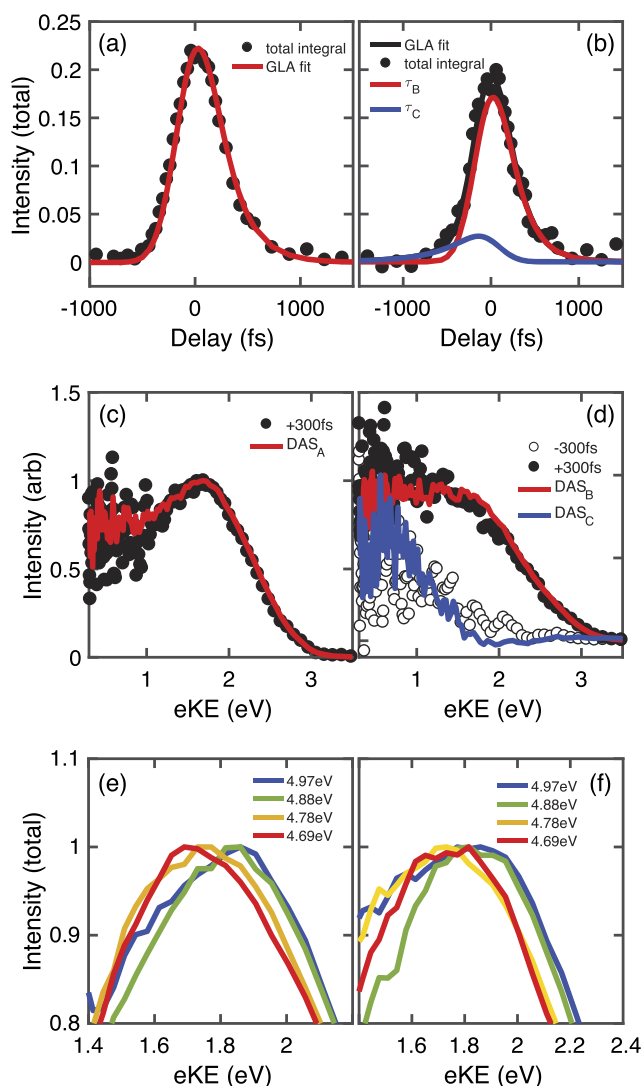 (a)
total integral
GLA fit
0.25
0.20
0.15
0.10
0.05
0
Intensity (total)
-1000 0 1000
Delay (fs)
(b)
GLA fit
total integral
τB
τC
-1000 0 1000
Delay (fs)
(c)
+300fs
DASA
1.5
1
0.5
0
Intensity (arb)
1 2 3
eKE (eV)
(d)
-300fs
+300fs
DASB
DASC
1 2 3
eKE (eV)
(e)
4.97eV
4.88eV
4.78eV
4.69eV
1.1
1
0.9
0.8
Intensity (total)
1.4 1.6 1.8 2
eKE (eV)
(f)
4.97eV
4.88eV
4.78eV
4.69eV
1.6 1.8 2 2.2 2.4
eKE (eV)